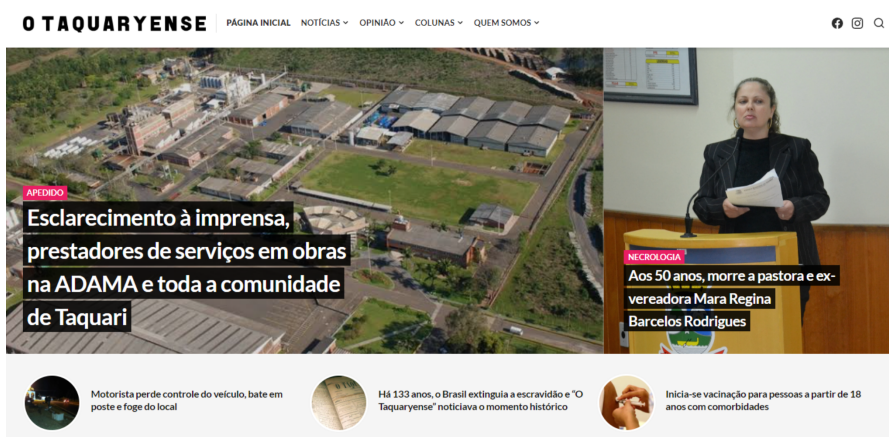 O TAQUARYENSE
PÁGINA INICIAL NOTÍCIAS OPINIÃO COLUNAS QUEM SOMOS
APEDIDO
Esclarecimento à imprensa,
prestadores de serviços em obras
na ADAMA e toda a comunidade
de Taquari
NECROLOGIA
Aos 50 anos, morre a pastora e ex-
vereadora Mara Regina
Barcelos Rodrigues
Motorista perde controle do veículo, bate em
poste e foge do local
Há 133 anos, o Brasil extinguia a escravidão e “O
Taquaryense” noticiava o momento histórico
Inicia-se vacinação para pessoas a partir de 18
anos com comorbidades